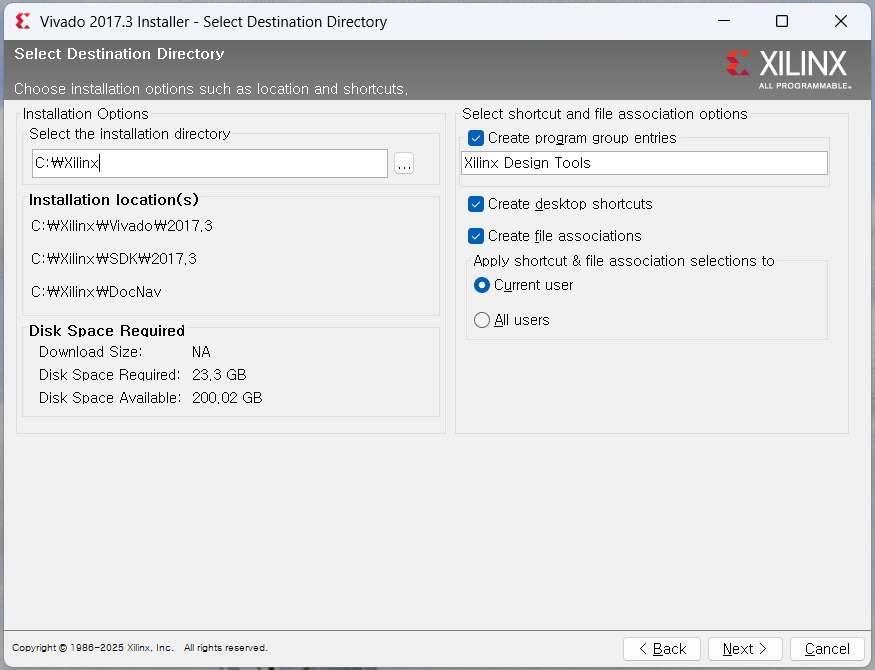 Vivado 2017.3 Installer - Select Destination Directory
Select Destination Directory
Choose installation options such as location and shortcuts.
XILINX
ALL PROGRAMMABLE™
Installation Options
Select the installation directory
C:₩Xilinx
...
Installation location(s)
C:₩Xilinx₩Vivado₩2017.3
C:₩Xilinx₩SDK₩2017.3
C:₩Xilinx₩DocNav
Disk Space Required
Download Size: NA
Disk Space Required: 23.3 GB
Disk Space Available: 200.02 GB
Select shortcut and file association options
Create program group entries
Xilinx Design Tools
Create desktop shortcuts
Create file associations
Apply shortcut & file association selections to
Current user
All users
Copyright © 1986-2025 Xilinx, Inc. All rights reserved.
< Back
Next >
Cancel